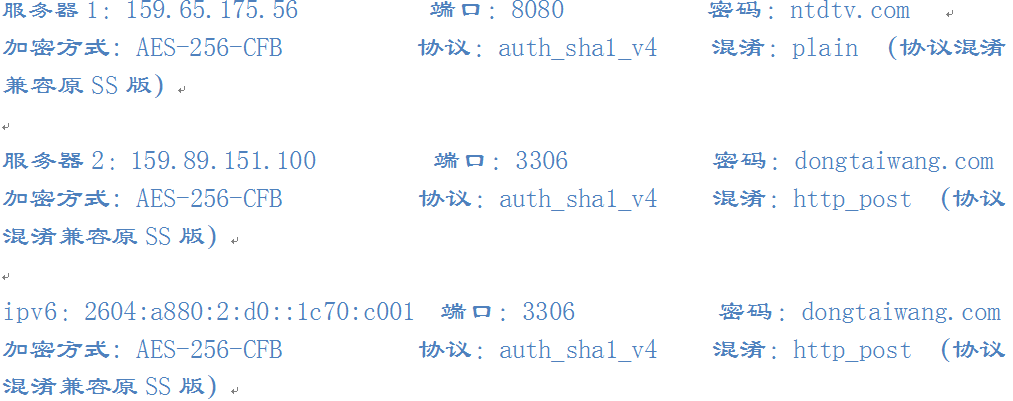 服务器 1: 159.65.175.56 端口: 8080 密码: ntdtv.com
加密方式: AES-256-CFB 协议: auth_sha1_v4 混淆: plain (协议混淆
兼容原 SS 版)
服务器 2: 159.89.151.100 端口: 3306 密码: dongtaiwang.com
加密方式: AES-256-CFB 协议: auth_sha1_v4 混淆: http_post (协议
混淆兼容原 SS 版)
ipv6: 2604:a880:2:d0::1c70:c001 端口: 3306 密码: dongtaiwang.com
加密方式: AES-256-CFB 协议: auth_sha1_v4 混淆: http_post (协议
混淆兼容原 SS 版)